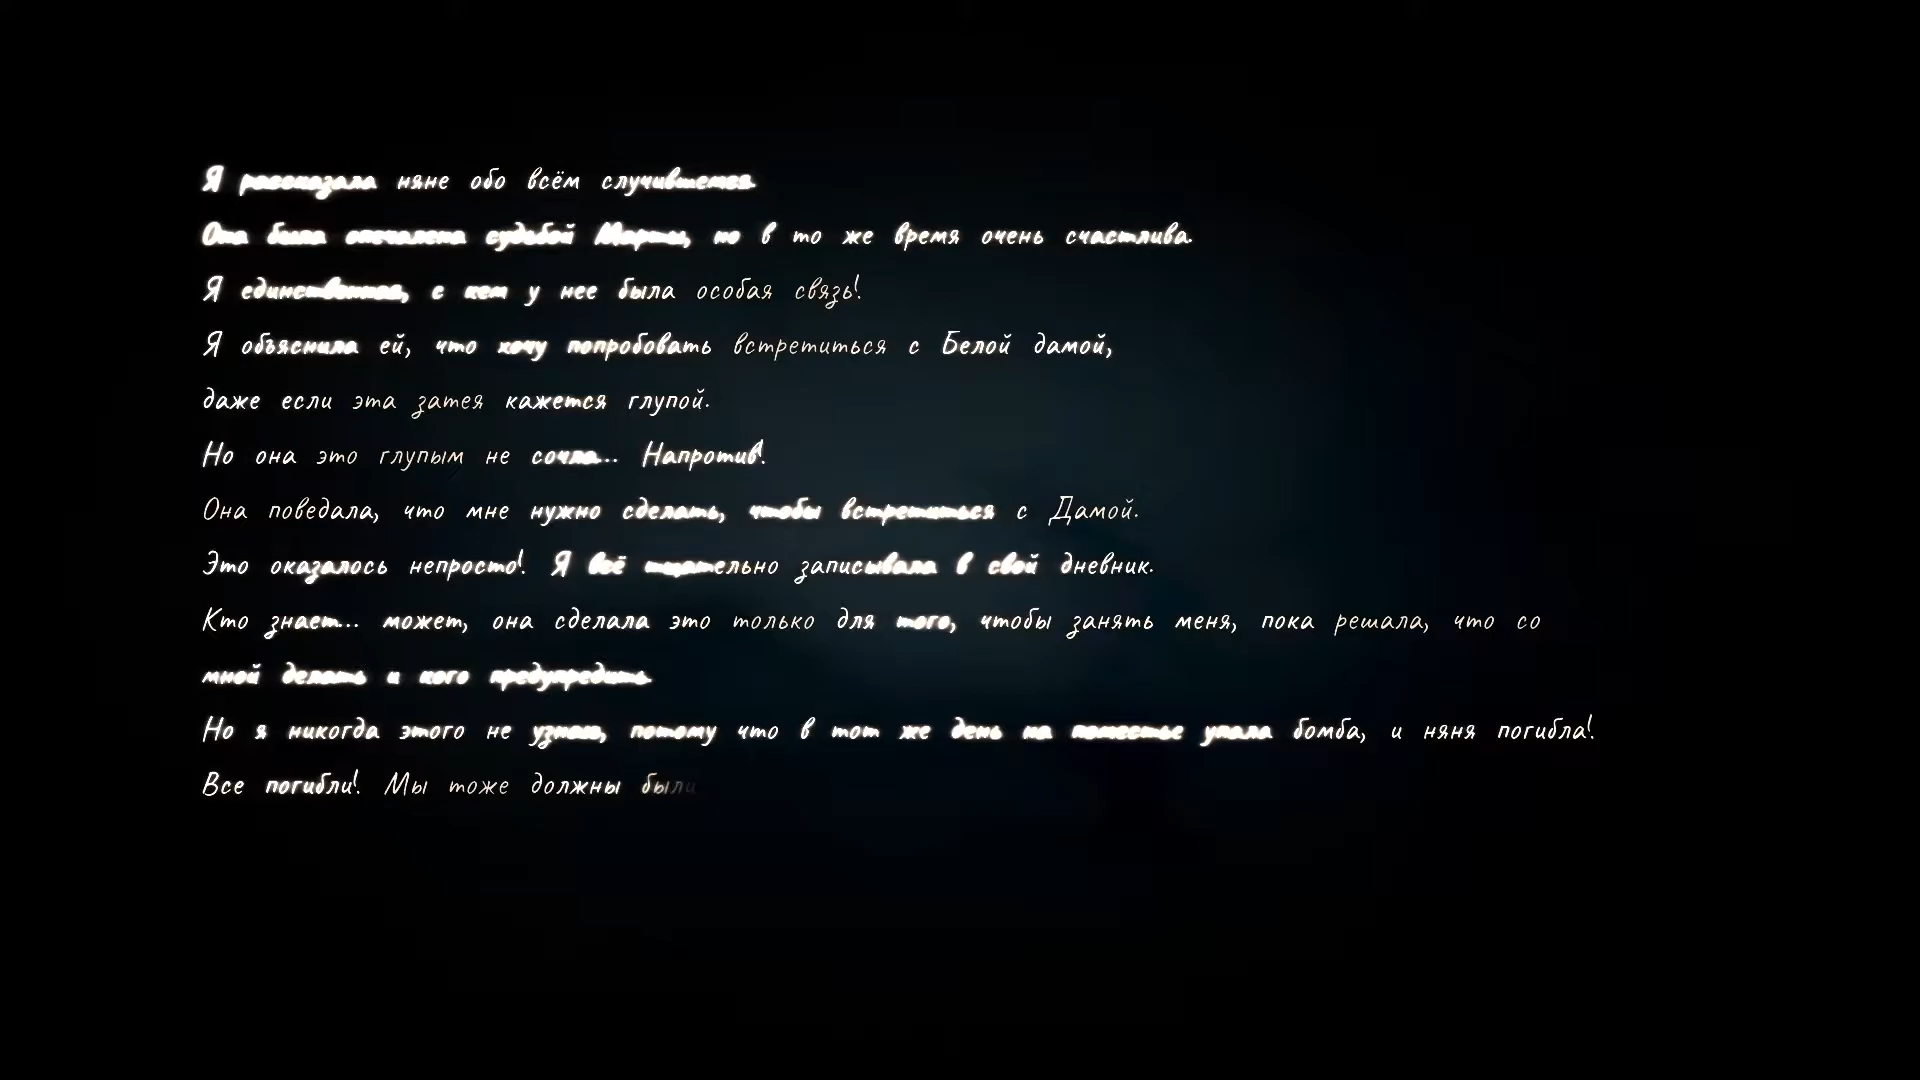 Я рассказала няне обо всём случившемся.
Она была опечалена судьбой Марты, но в то же время очень счастлива.
Я единственная, с кем у нее была особая связь!
Я объяснила ей, что хочу попробовать встретиться с Белой дамой,
даже если эта затея кажется глупой.
Но она это глупым не сочла... Напротив!
Она поведала, что мне нужно сделать, чтобы встретиться с Дамой.
Это оказалось непросто! Я всё тщательно записывала в свой дневник.
Кто знает... может, она сделала это только для того, чтобы занять меня, пока решала, что со
мной делать и кого предупредить.
Но я никогда этого не узнаю, потому что в тот же день на поместье упала бомба, и няня погибла!
Все погибли! Мы тоже должны были